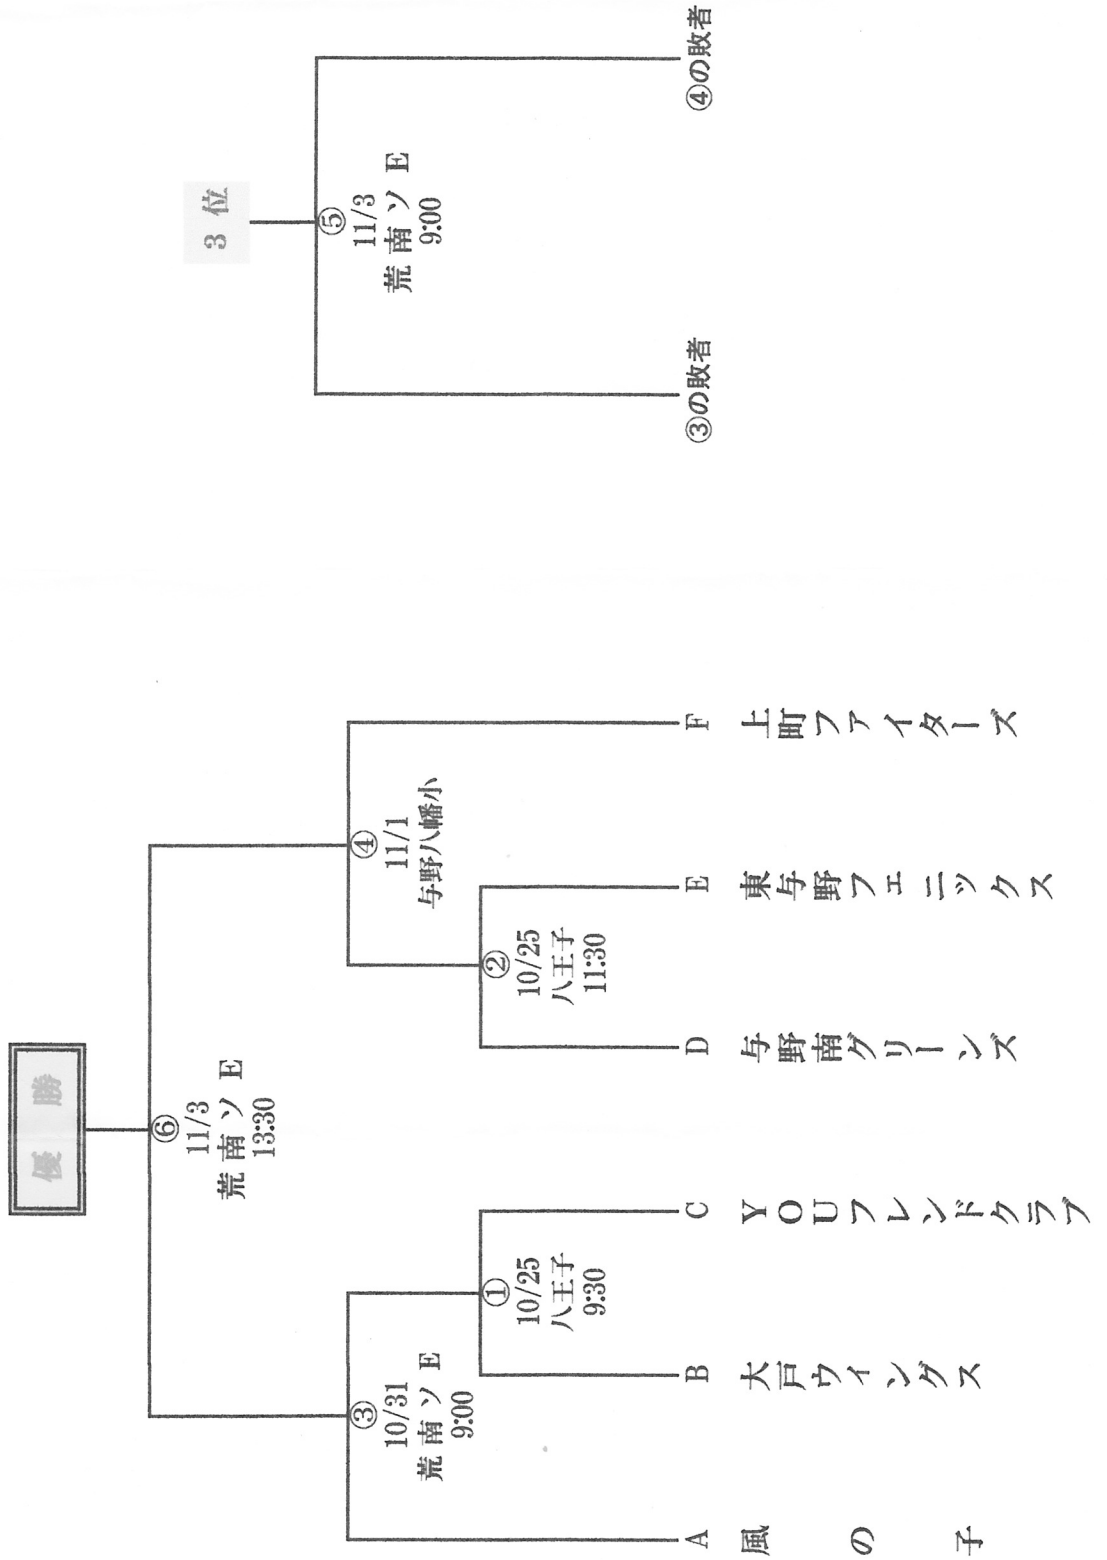 優勝
⑥
11/3
荒南ソ E
13:30
③
10/31
荒南ソ E
9:00
④
11/1
与野八幡小
①
10/25
八王子
9:30
②
10/25
八王子
11:30
A 風の子
B 大戸ウィングス
C YOUフレンドクラブ
D 与野南グリーンズ
E 東与野フェニックス
F 上町ファイターズ
3位
⑤
11/3
荒南ソ E
9:00
③の敗者
④の敗者